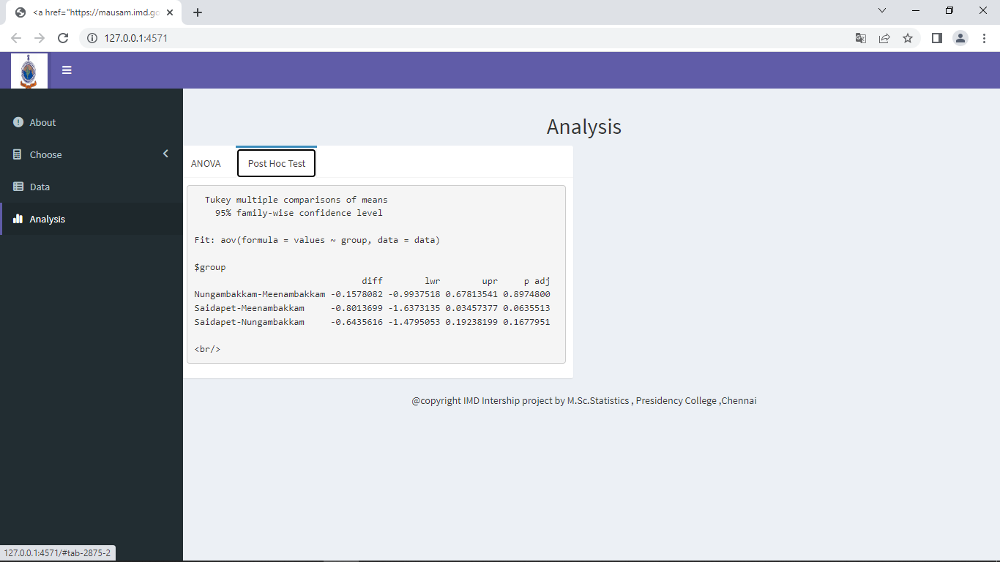 <a href="https://mausam.imd.go
127.0.0.1:4571
About
Choose
Data
Analysis
Analysis
ANOVA Post Hoc Test
Tukey multiple comparisons of means
95% family-wise confidence level
Fit: aov(formula = values ~ group, data = data)
$group
diff lwr upr p adj
Nungambakkam-Meenambakkam -0.1578082 -0.9937518 0.67813541 0.8974800
Saidapet-Meenambakkam -0.8013699 -1.6373135 0.03457377 0.0635513
Saidapet-Nungambakkam -0.6435616 -1.4795053 0.19238199 0.1677951
<br/>
@copyright IMD Intership project by M.Sc.Statistics , Presidency College ,Chennai
127.0.0.1:4571/#tab-2875-2